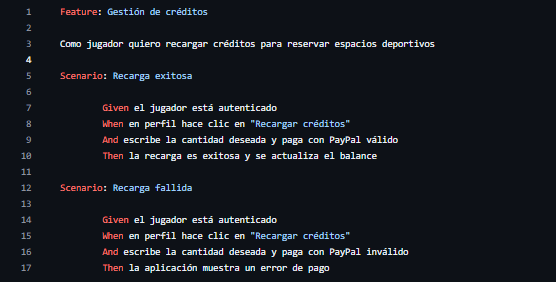 1 Feature: Gestión de créditos
2
3 Como jugador quiero recargar créditos para reservar espacios deportivos
4
5 Scenario: Recarga exitosa
6
7 Given el jugador está autenticado
8 When en perfil hace clic en "Recargar créditos"
9 And escribe la cantidad deseada y paga con PayPal válido
10 Then la recarga es exitosa y se actualiza el balance
11
12 Scenario: Recarga fallida
13
14 Given el jugador está autenticado
15 When en perfil hace clic en "Recargar créditos"
16 And escribe la cantidad deseada y paga con PayPal inválido
17 Then la aplicación muestra un error de pago